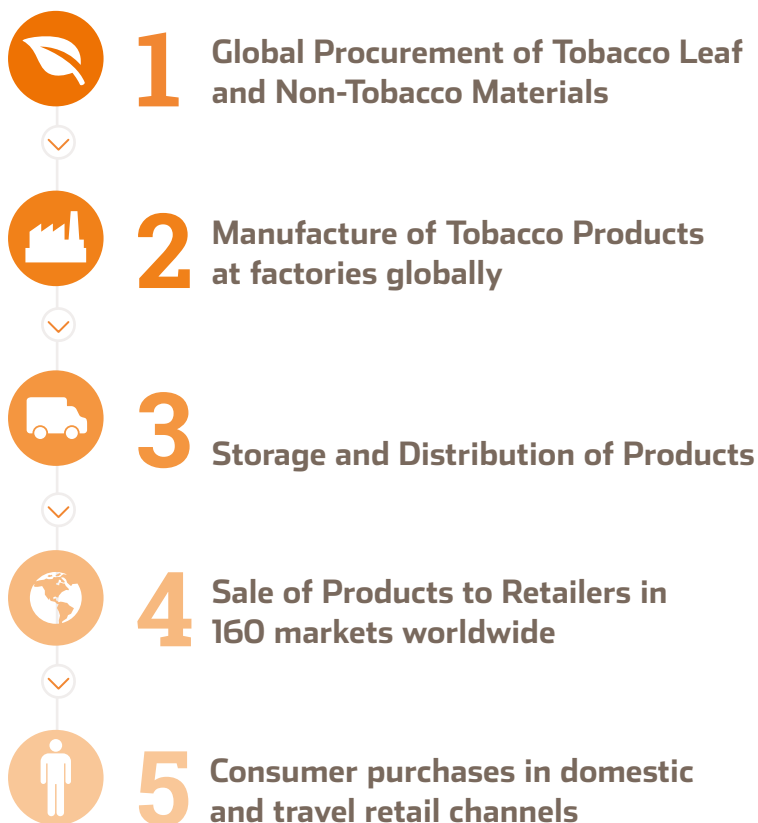 1
Global Procurement of Tobacco Leaf
and Non-Tobacco Materials
2
Manufacture of Tobacco Products
at factories globally
3
Storage and Distribution of Products
4
Sale of Products to Retailers in
160 markets worldwide
5
Consumer purchases in domestic
and travel retail channels